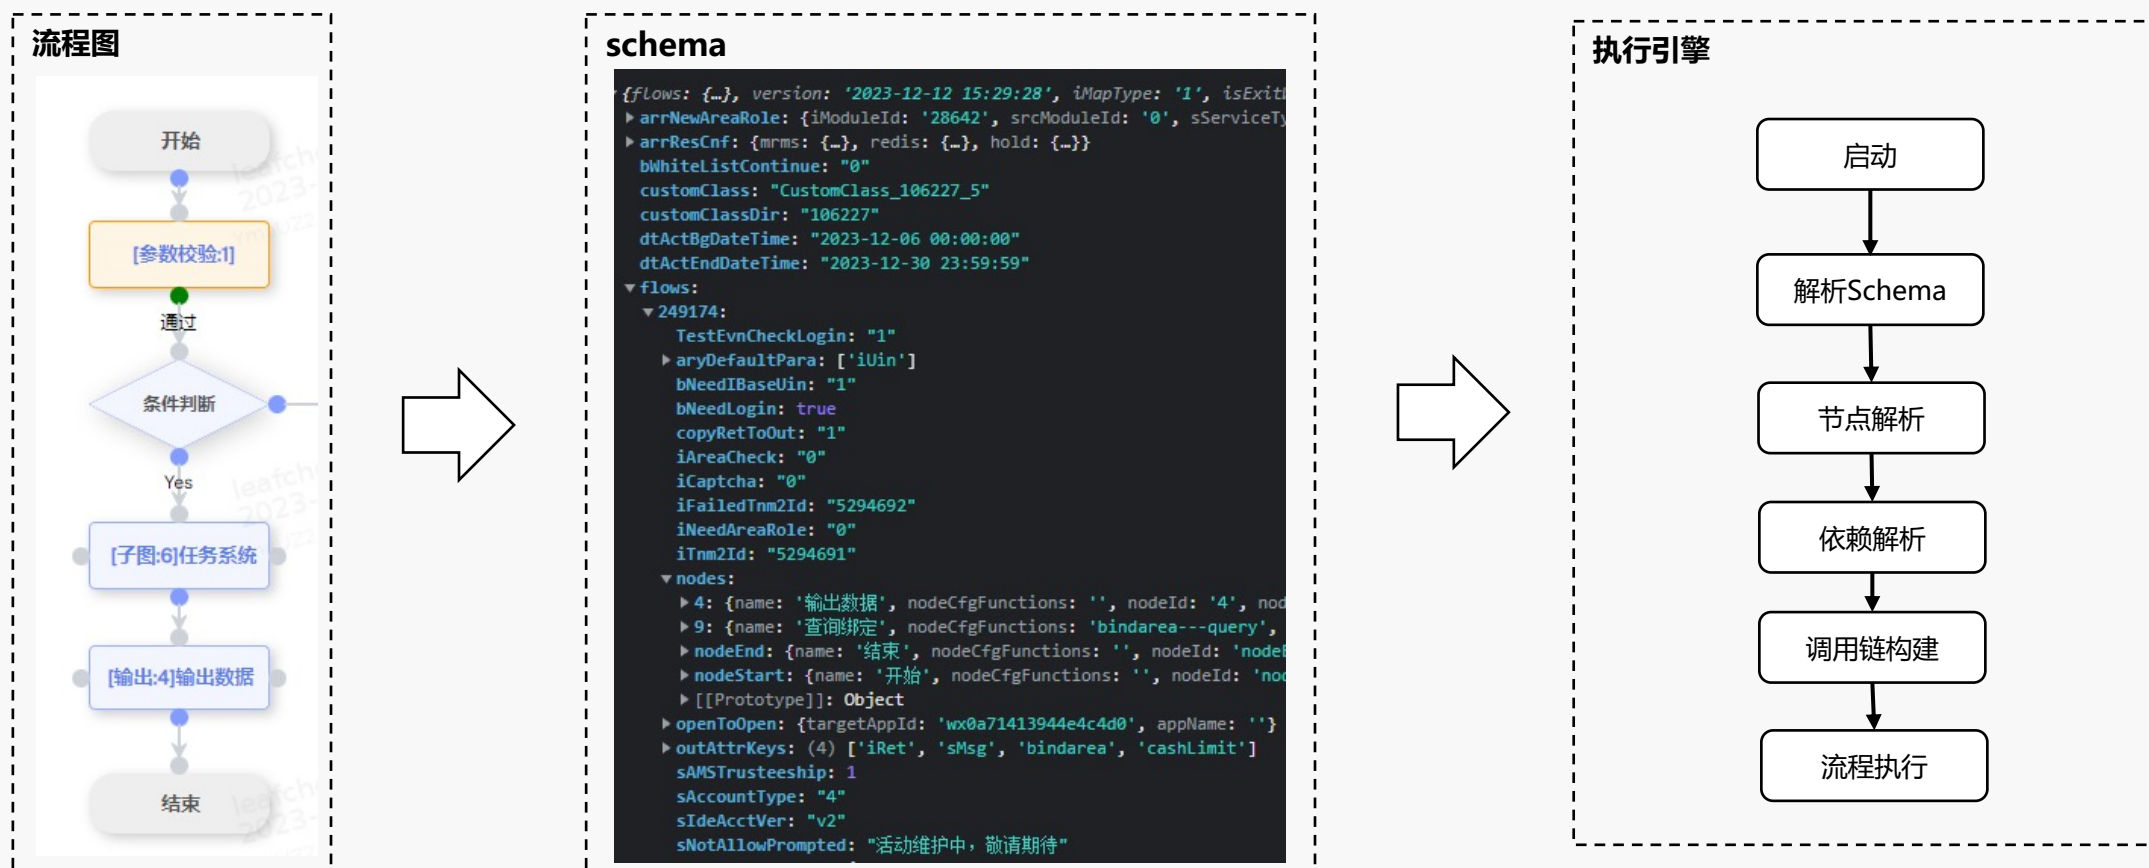 流程图
开始
[参数校验:1]
通过
条件判断
Yes
[子图:6]任务系统
[输出:4]输出数据
结束
schema
{flows: {…}, version: '2023-12-12 15:29:28', iMapType: '1', isExitl
arrNewAreaRole: {iModuleId: '28642', srcModuleId: '0', sServiceTy
arrResCnf: {mrms: {…}, redis: {…}, hold: {…}}
bWhiteListContinue: "0"
customClass: "CustomClass_106227_5"
customClassDir: "106227"
dtActBgDateTime: "2023-12-06 00:00:00"
dtActEndDateTime: "2023-12-30 23:59:59"
flows:
249174:
TestEvnCheckLogin: "1"
aryDefaultPara: ['iUin']
bNeedIBaseUin: "1"
bNeedLogin: true
copyRetToOut: "1"
iAreaCheck: "0"
iCaptcha: "0"
iFailedTnm2Id: "5294692"
iNeedAreaRole: "0"
iTnm2Id: "5294691"
nodes:
4: {name: '输出数据', nodeCfgFunctions: '', nodeId: '4', nod
9: {name: '查询绑定', nodeCfgFunctions: 'bindarea---query',
nodeEnd: {name: '结束', nodeCfgFunctions: '', nodeId: 'nodeE
nodeStart: {name: '开始', nodeCfgFunctions: '', nodeId: 'noc
[[Prototype]]: Object
openToOpen: {targetAppId: 'wx0a71413944e4c4d0', appName: ''}
outAttrKeys: (4) ['iRet', 'sMsg', 'bindarea', 'cashLimit']
sAMSTrusteeship: 1
sAccountType: "4"
sIdeAcctVer: "v2"
sNotAllowPrompted: "活动维护中，敬请期待"
执行引擎
启动
解析Schema
节点解析
依赖解析
调用链构建
流程执行